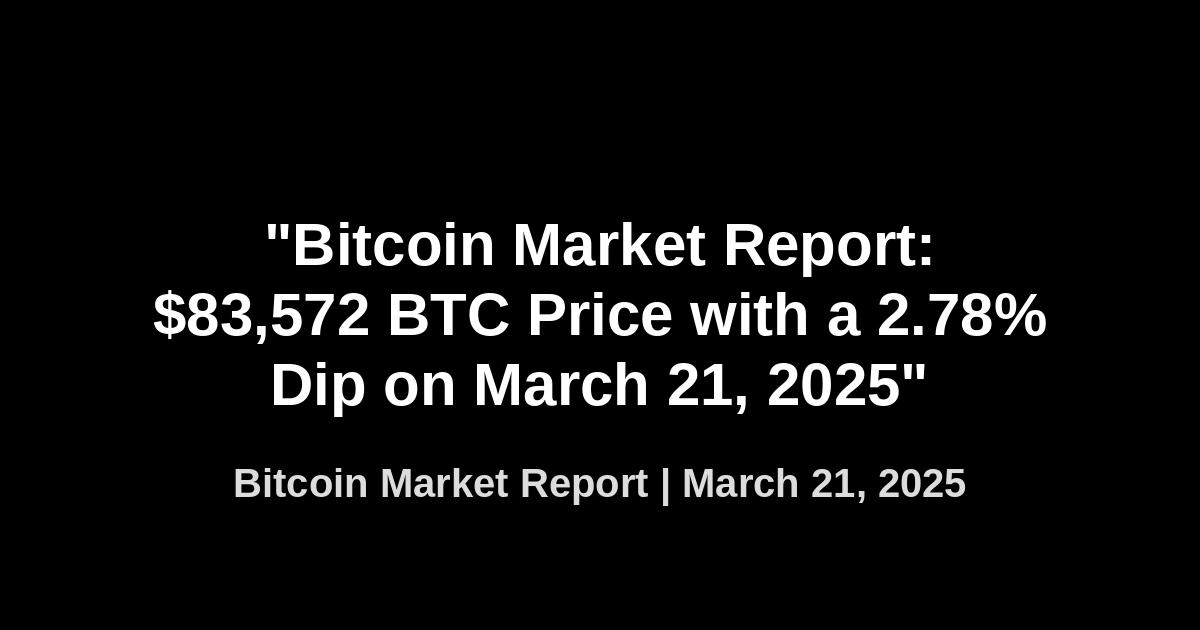 "Bitcoin Market Report:
$83,572 BTC Price with a 2.78%
Dip on March 21, 2025"
Bitcoin Market Report | March 21, 2025